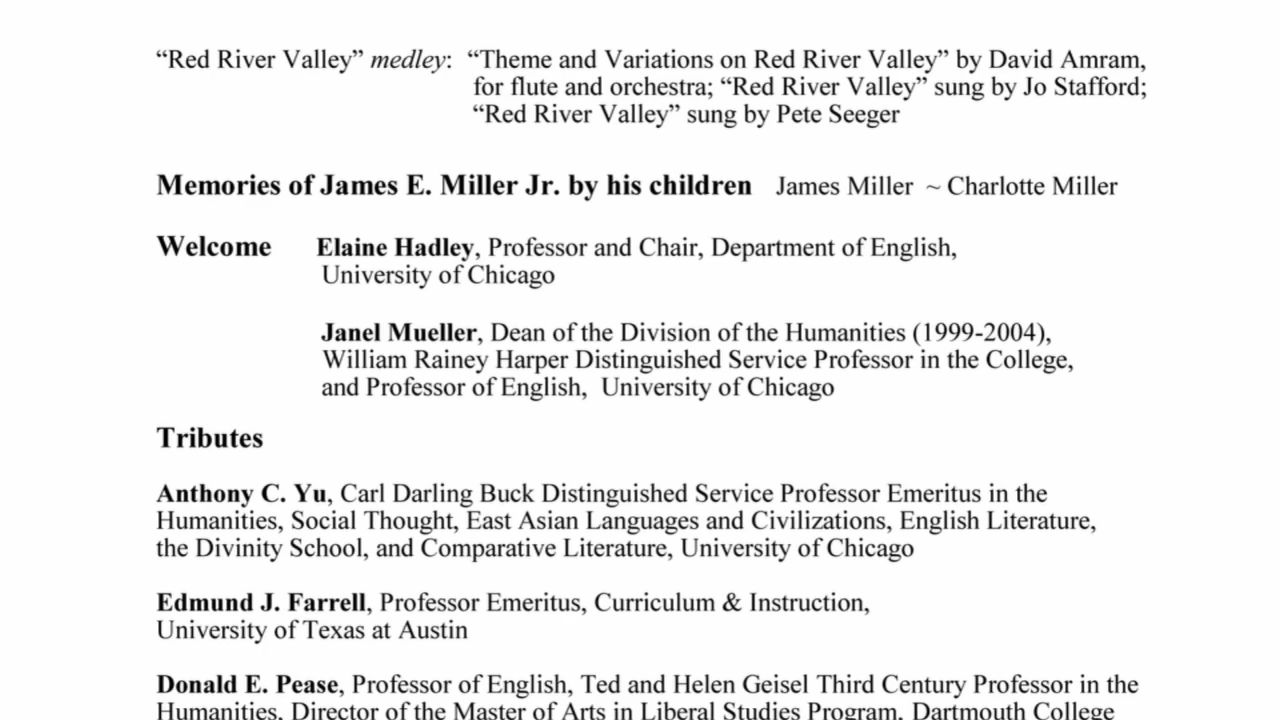 “Red River Valley” medley: “Theme and Variations on Red River Valley” by David Amram,
for flute and orchestra; “Red River Valley” sung by Jo Stafford;
“Red River Valley” sung by Pete Seeger
Memories of James E. Miller Jr. by his children James Miller ~ Charlotte Miller
Welcome Elaine Hadley, Professor and Chair, Department of English,
University of Chicago
Janel Mueller, Dean of the Division of the Humanities (1999-2004),
William Rainey Harper Distinguished Service Professor in the College,
and Professor of English, University of Chicago
Tributes
Anthony C. Yu, Carl Darling Buck Distinguished Service Professor Emeritus in the
Humanities, Social Thought, East Asian Languages and Civilizations, English Literature,
the Divinity School, and Comparative Literature, University of Chicago
Edmund J. Farrell, Professor Emeritus, Curriculum & Instruction,
University of Texas at Austin
Donald E. Pease, Professor of English, Ted and Helen Geisel Third Century Professor in the
Humanities, Director of the Master of Arts in Liberal Studies Program, Dartmouth College